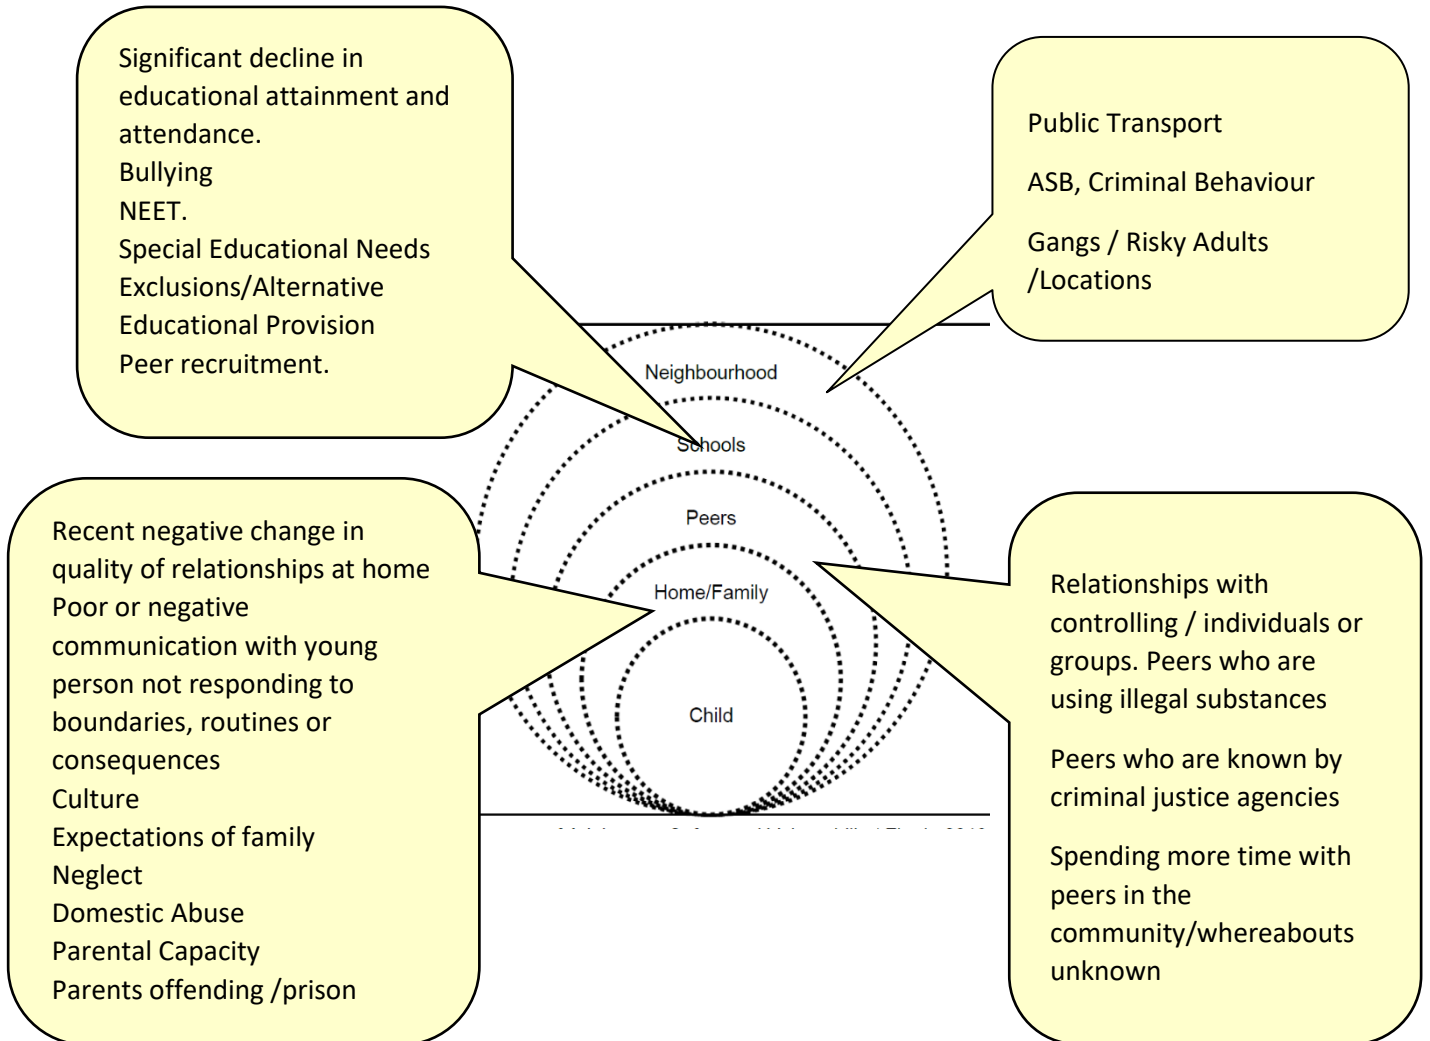 Significant decline in
educational attainment and
attendance.
Bullying
NEET.
Special Educational Needs
Exclusions/Alternative
Educational Provision
Peer recruitment.
Public Transport
ASB, Criminal Behaviour
Gangs / Risky Adults
/Locations
Neighbourhood
Schools
Peers
Home/Family
Child
Recent negative change in
quality of relationships at home
Poor or negative
communication with young
person not responding to
boundaries, routines or
consequences
Culture
Expectations of family
Neglect
Domestic Abuse
Parental Capacity
Parents offending /prison
Relationships with
controlling / individuals or
groups. Peers who are
using illegal substances
Peers who are known by
criminal justice agencies
Spending more time with
peers in the
community/whereabouts
unknown